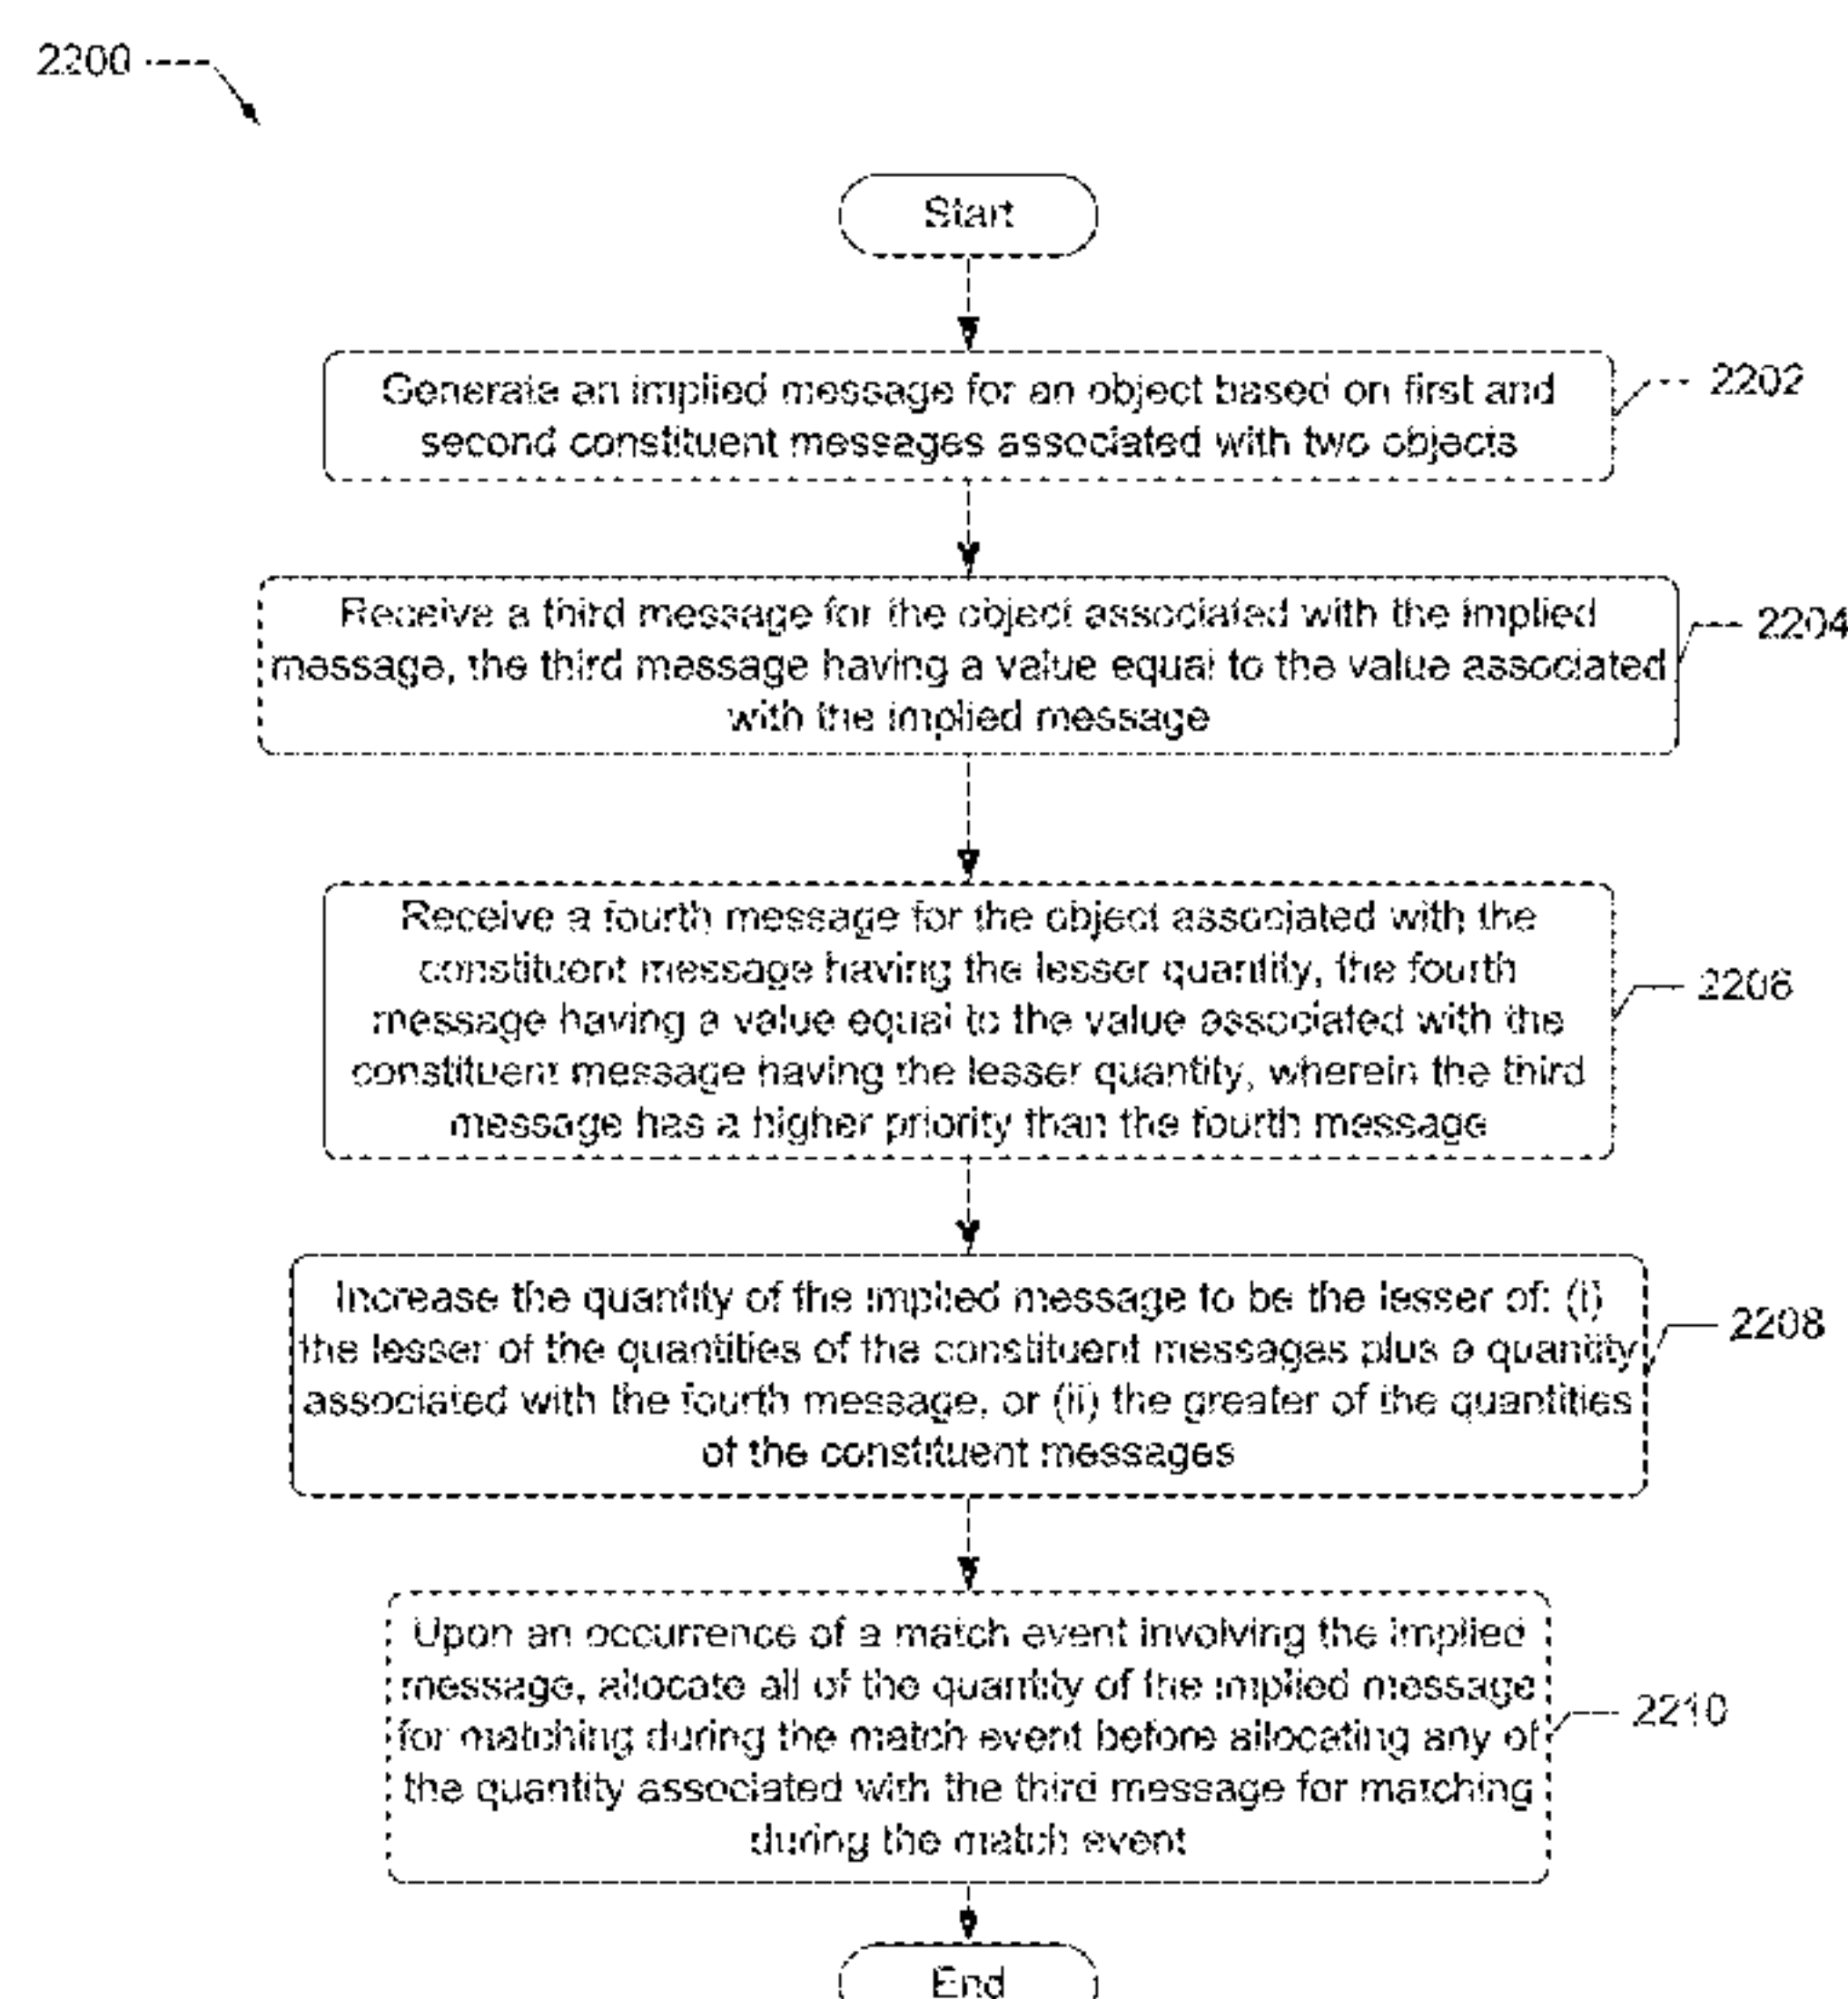 2200
Start
Generate an implied message for an object based on first and
second constituent messages associated with two objects
2202
Receive a third message for the object associated with the implied
message, the third message having a value equal to the value associated
with the implied message
2204
Receive a fourth message for the object associated with the
constituent message having the lesser quantity, the fourth
message having a value equal to the value associated with the
constituent message having the lesser quantity, wherein the third
message has a higher priority than the fourth message
2206
Increase the quantity of the implied message to be the lesser of: (i)
the lesser of the quantities of the constituent messages plus a quantity
associated with the fourth message, or (ii) the greater of the quantities
of the constituent messages
2208
Upon an occurrence of a match event involving the implied
message, allocate all of the quantity of the implied message
for matching during the match event before allocating any of
the quantity associated with the third message for matching
during the match event
2210
End